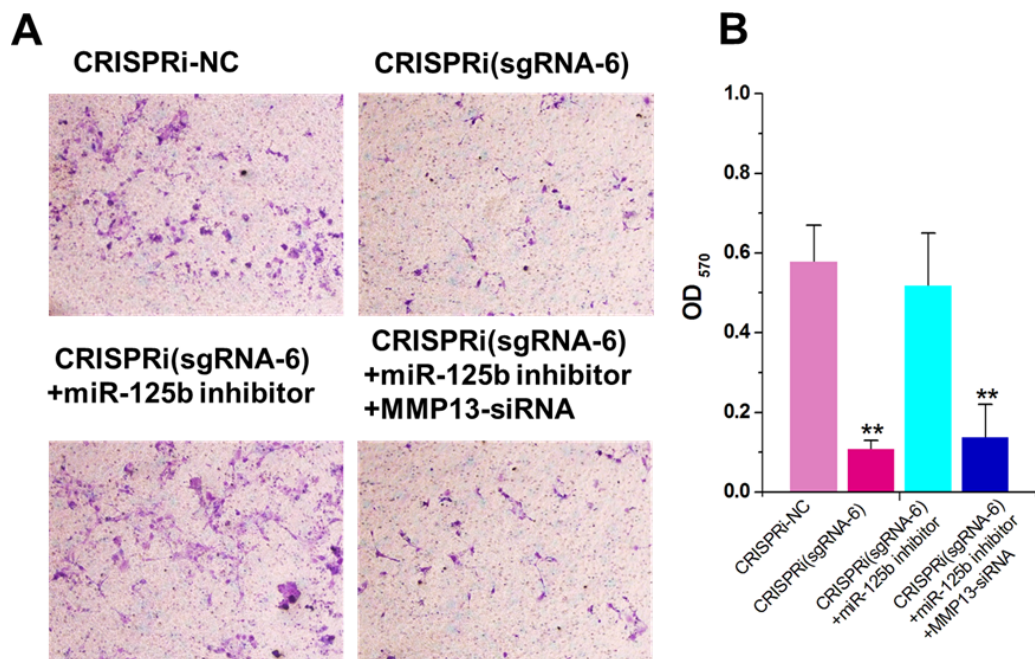 A
CRISPRi-NC
CRISPRi(sgRNA-6)
CRISPRi(sgRNA-6)
+miR-125b inhibitor
CRISPRi(sgRNA-6)
+miR-125b inhibitor
+MMP13-siRNA
B
1.0
0.8
0.6
0.4
0.2
0.0
OD570
**
**
CRISPRi-NC
CRISPRi(sgRNA-6)
CRISPRi(sgRNA-6)
+miR-125b inhibitor
CRISPRi(sgRNA-6)
+miR-125b inhibitor
+MMP13-siRNA